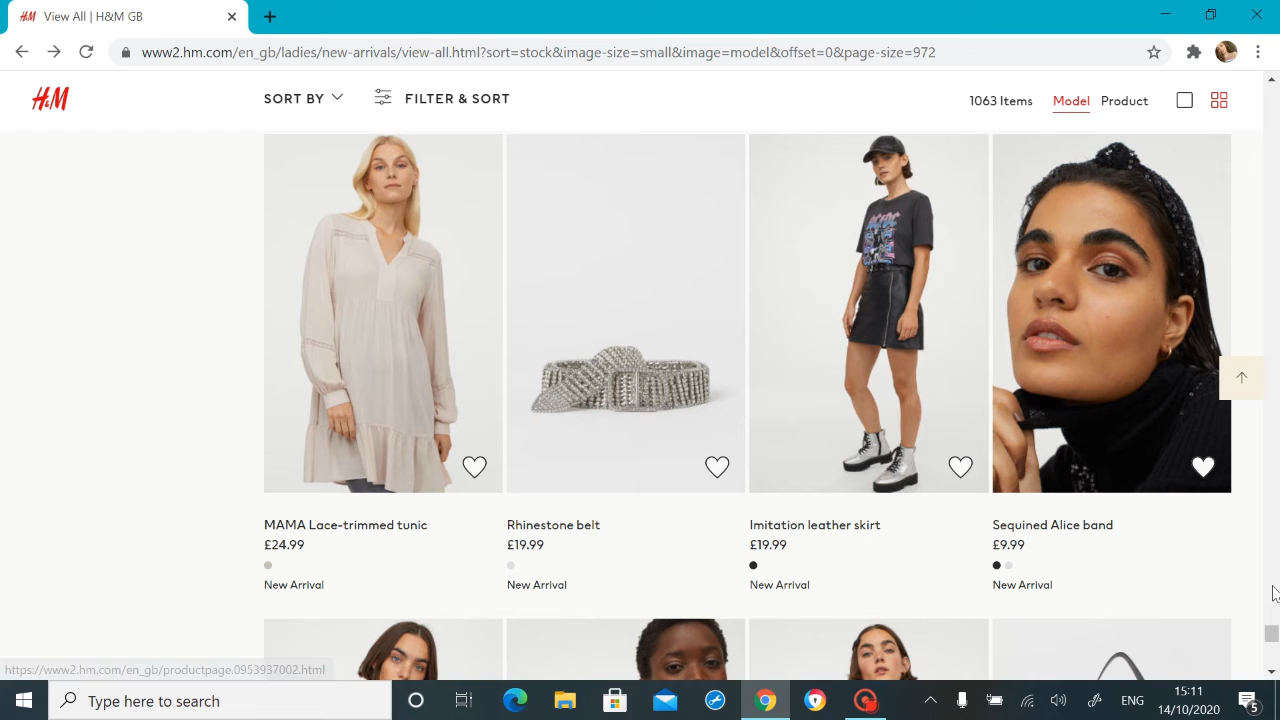 H&M View All | H&M GB
www2.hm.com/en_gb/ladies/new-arrivals/view-all.html?sort=stock&image-size=small&image=model&offset=0&page-size=972
H&M
SORT BY
FILTER & SORT
1063 Items
Model
Product
AC/DC
MAMA Lace-trimmed tunic
£24.99
New Arrival
Rhinestone belt
£19.99
New Arrival
Imitation leather skirt
£19.99
New Arrival
Sequined Alice band
£9.99
New Arrival
https://www2.hm.com/en_gb/productpage.0953937002.html
Type here to search
ENG
15:11
14/10/2020
5